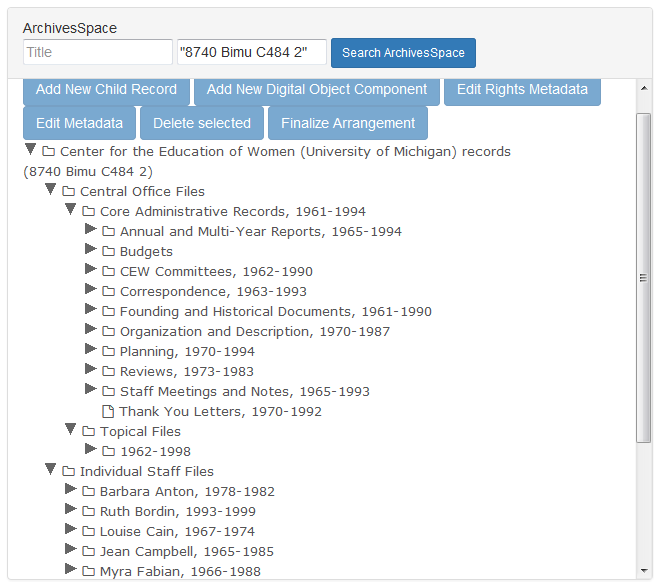 ArchivesSpace
Title "8740 Bimu C484 2" Search ArchivesSpace
Add New Child Record Add New Digital Object Component Edit Rights Metadata
Edit Metadata Delete selected Finalize Arrangement
Center for the Education of Women (University of Michigan) records
(8740 Bimu C484 2)
Central Office Files
Core Administrative Records, 1961-1994
Annual and Multi-Year Reports, 1965-1994
Budgets
CEW Committees, 1962-1990
Correspondence, 1963-1993
Founding and Historical Documents, 1961-1990
Organization and Description, 1970-1987
Planning, 1970-1994
Reviews, 1973-1983
Staff Meetings and Notes, 1965-1993
Thank You Letters, 1970-1992
Topical Files
1962-1998
Individual Staff Files
Barbara Anton, 1978-1982
Ruth Bordin, 1993-1999
Louise Cain, 1967-1974
Jean Campbell, 1965-1985
Myra Fabian, 1966-1988